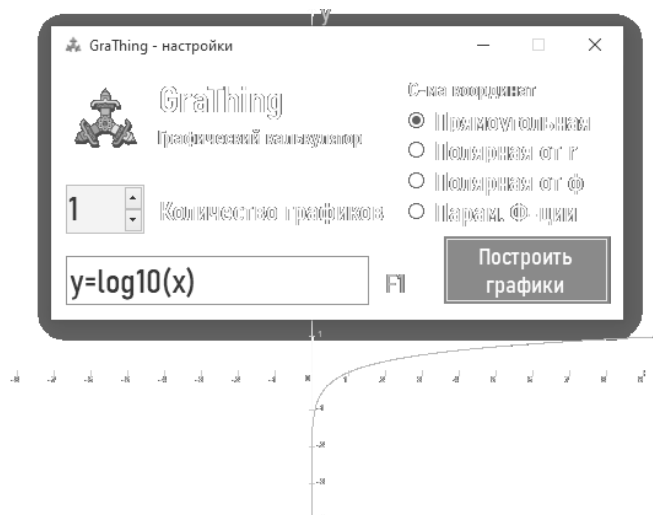 y
GraThing - настройки
GraThing
Графический калькулятор
С-ма координат
Прямоугольная
Полярная от r
Полярная от ф
Парам. Ф-ции
1
Количество графиков
y=log10(x)
F1
Построить
графики
1